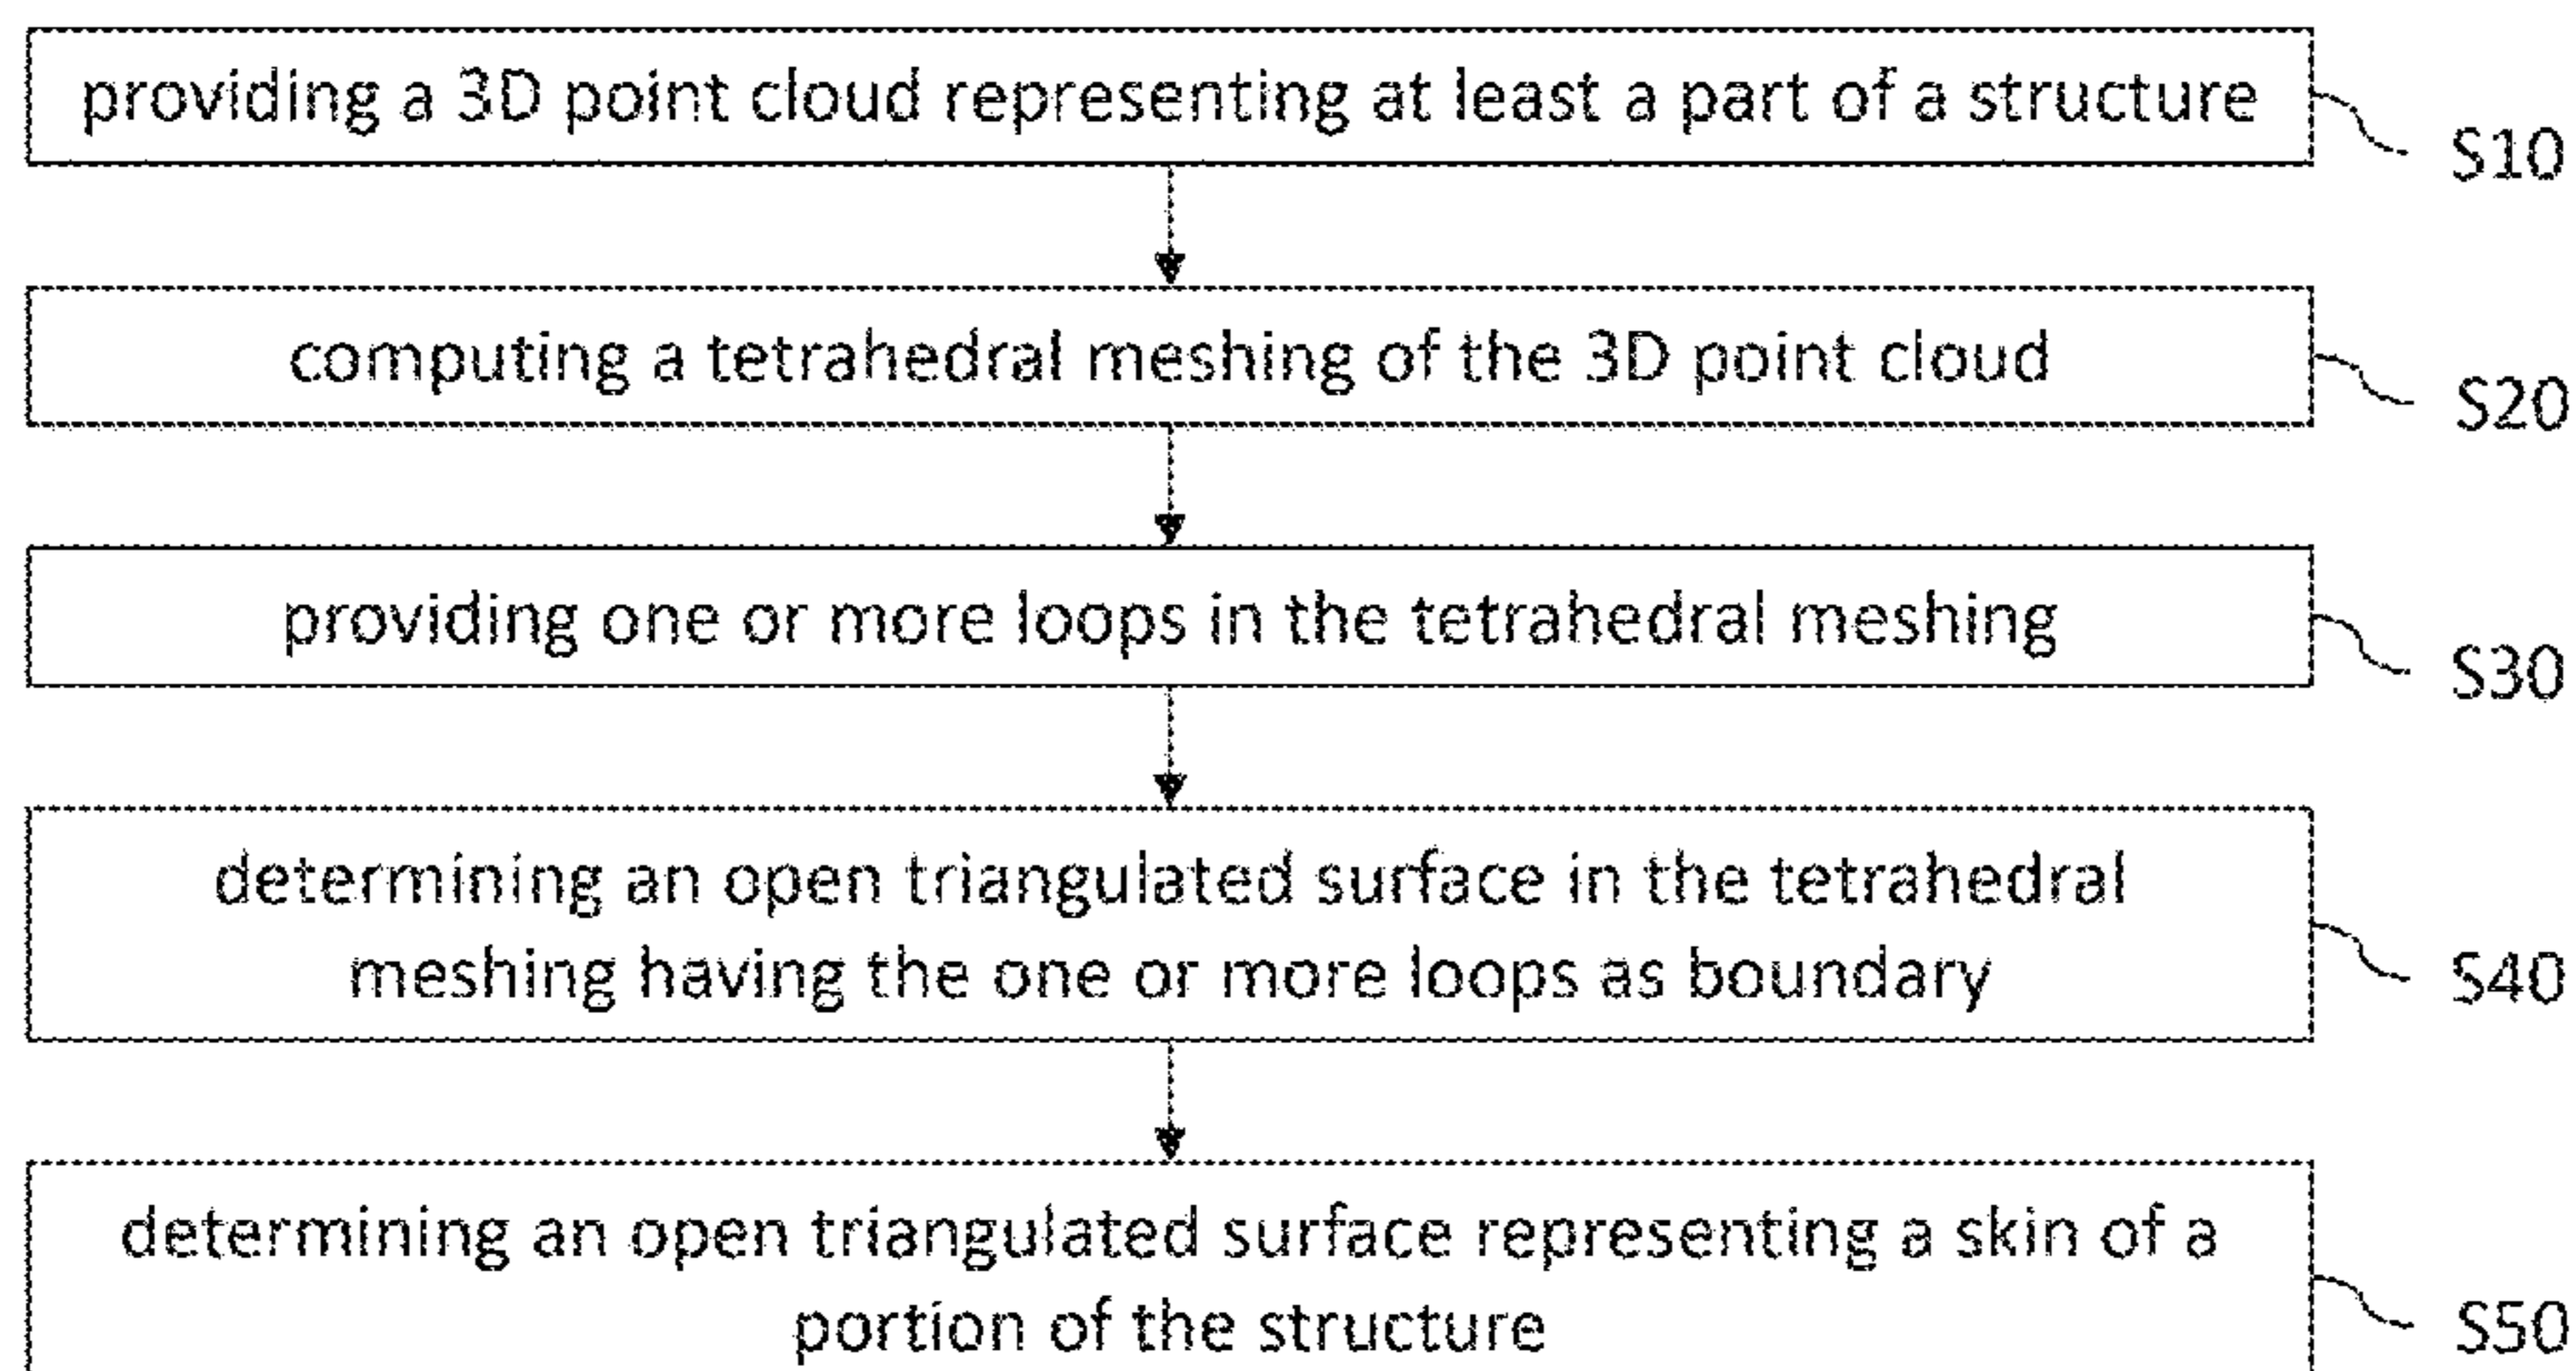 providing a 3D point cloud representing at least a part of a structure
S10
computing a tetrahedral meshing of the 3D point cloud
S20
providing one or more loops in the tetrahedral meshing
S30
determining an open triangulated surface in the tetrahedral
meshing having the one or more loops as boundary
S40
determining an open triangulated surface representing a skin of a
portion of the structure
S50